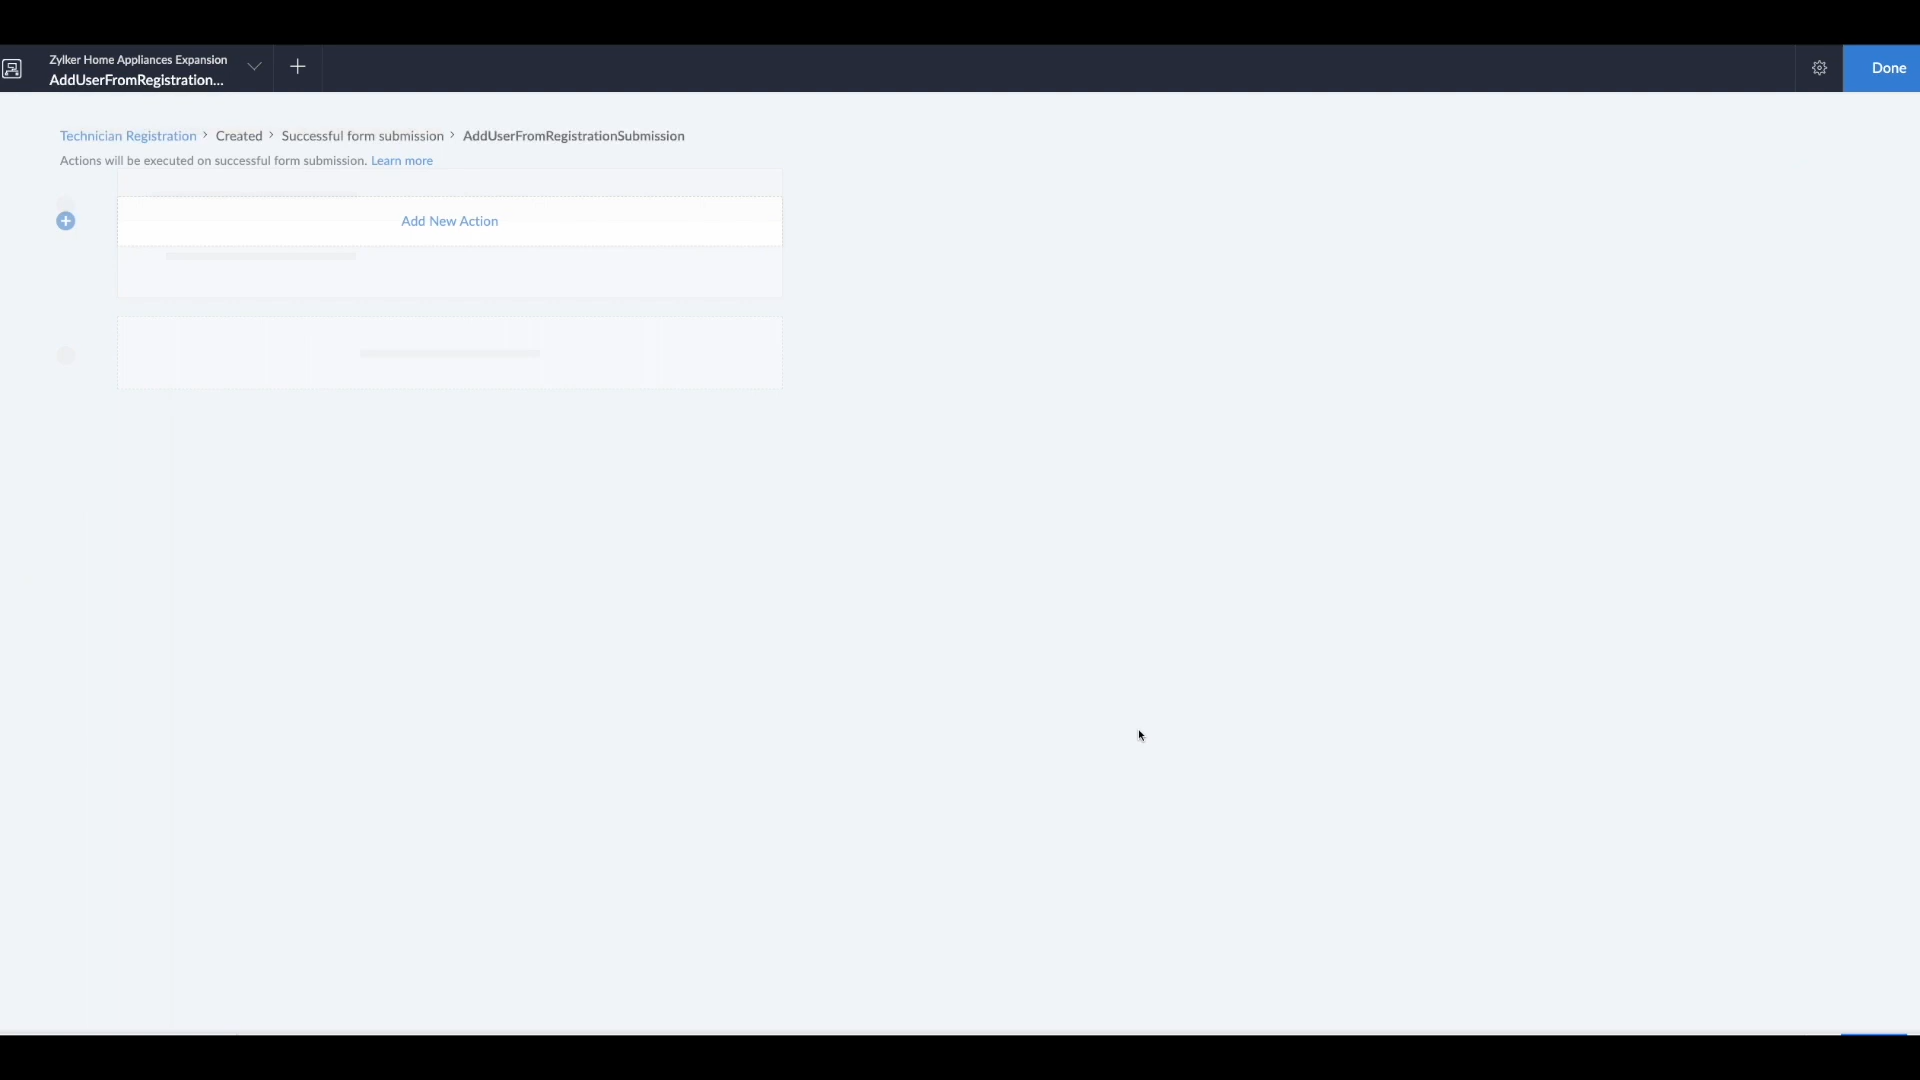 Zylker Home Appliances Expansion
AddUserFromRegistration...
Done
Technician Registration > Created > Successful form submission > AddUserFromRegistrationSubmission
Actions will be executed on successful form submission. Learn more
Add New Action